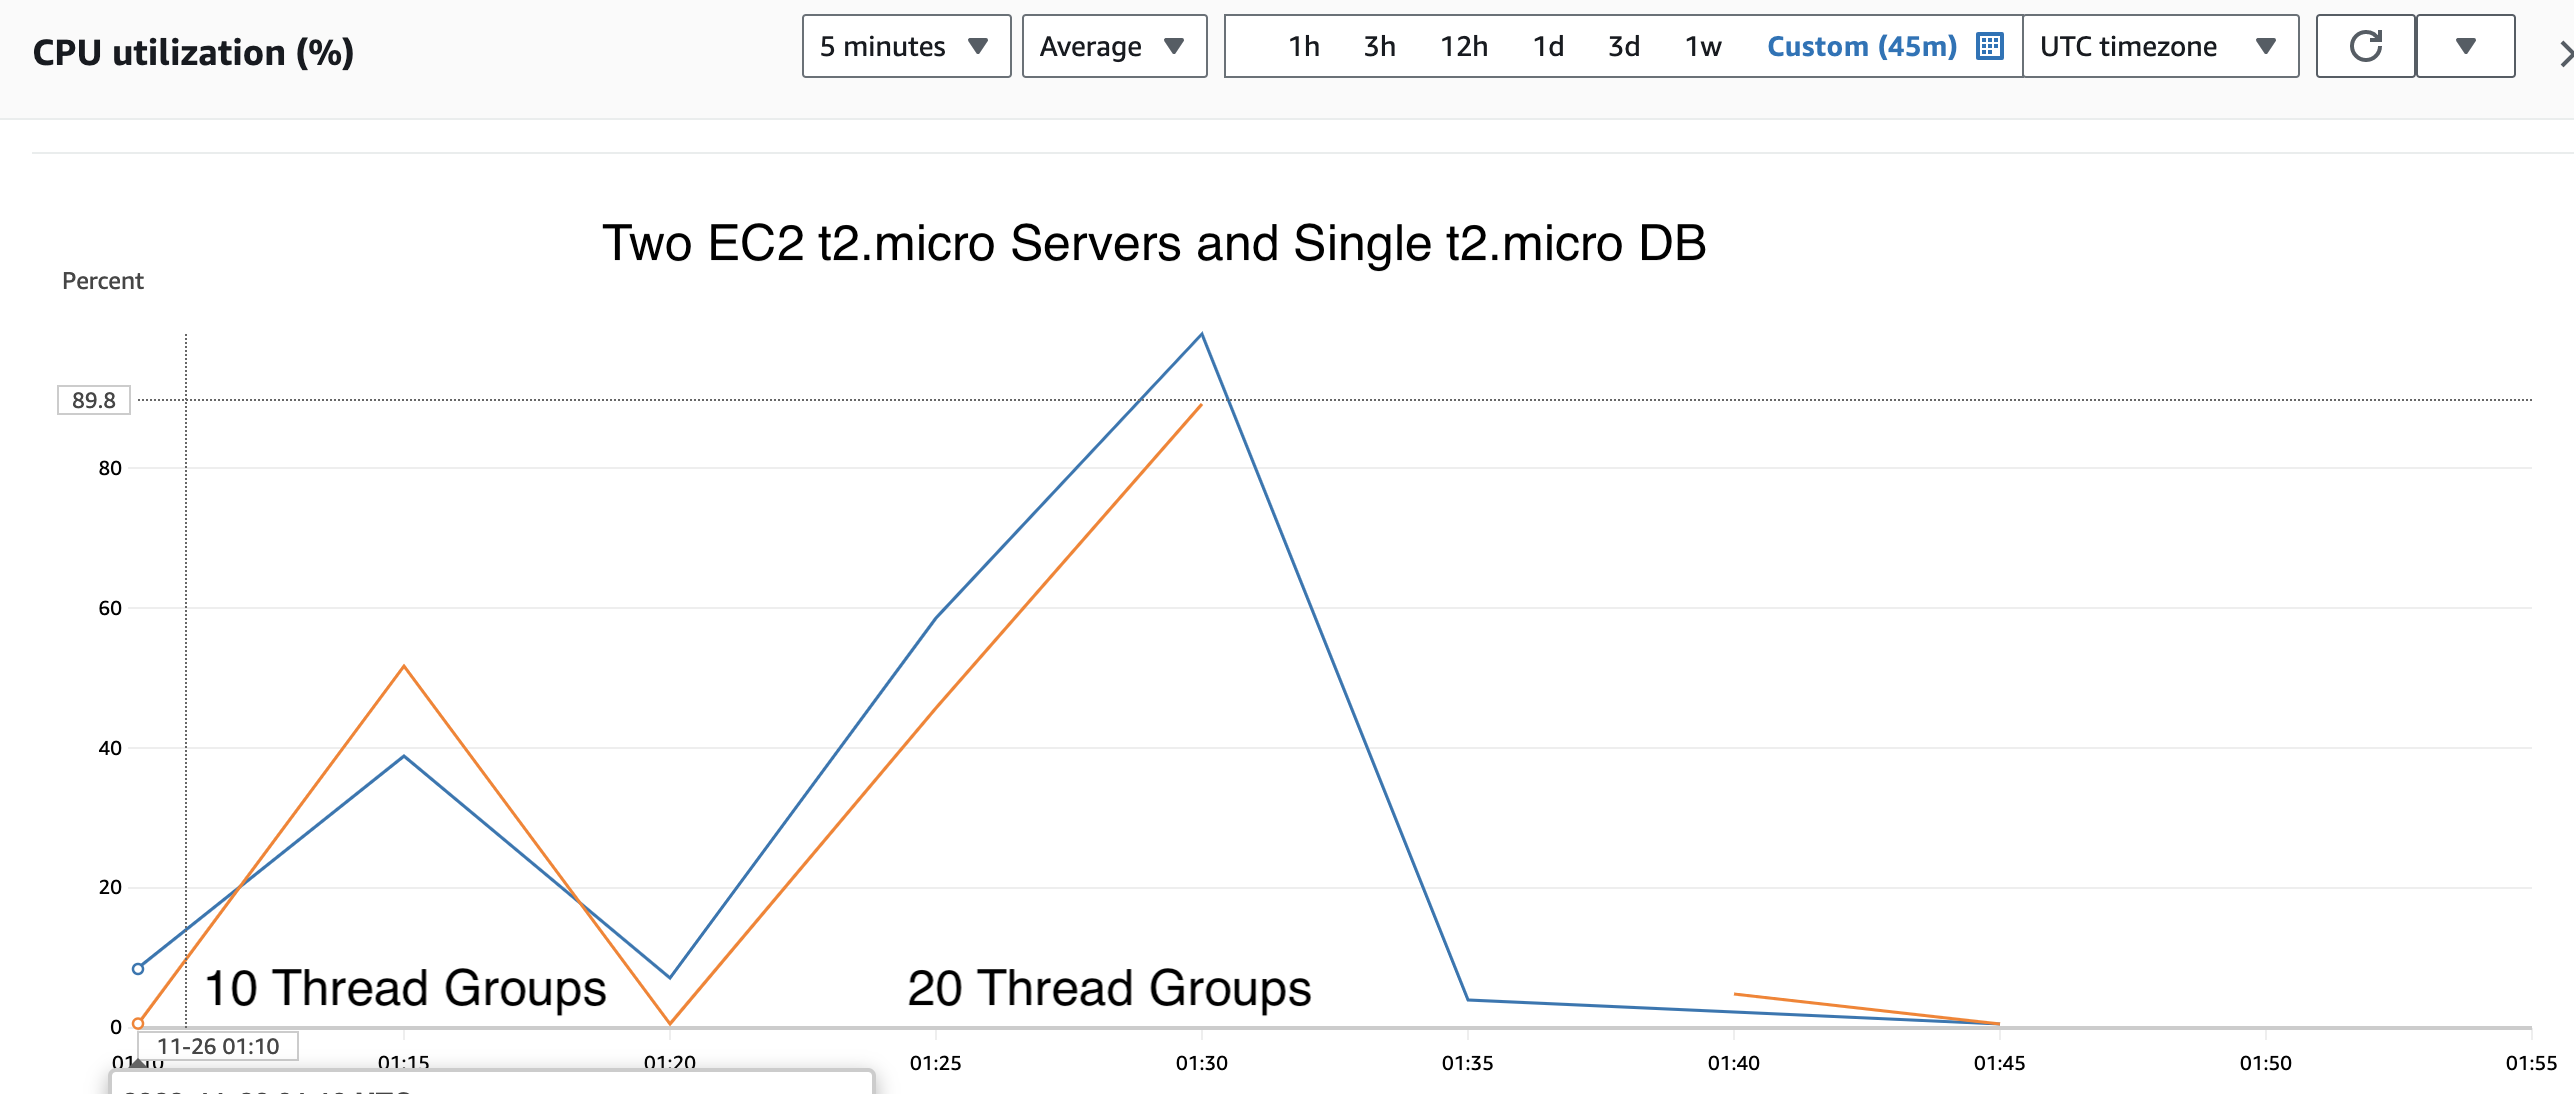 CPU utilization (%)
5 minutes
Average
1h 3h 12h 1d 3d 1w Custom (45m)
UTC timezone
Two EC2 t2.micro Servers and Single t2.micro DB
Percent
89.8
80
60
40
20
0
10 Thread Groups
20 Thread Groups
11-26 01:10
01:15 01:20 01:25 01:30 01:35 01:40 01:45 01:50 01:55